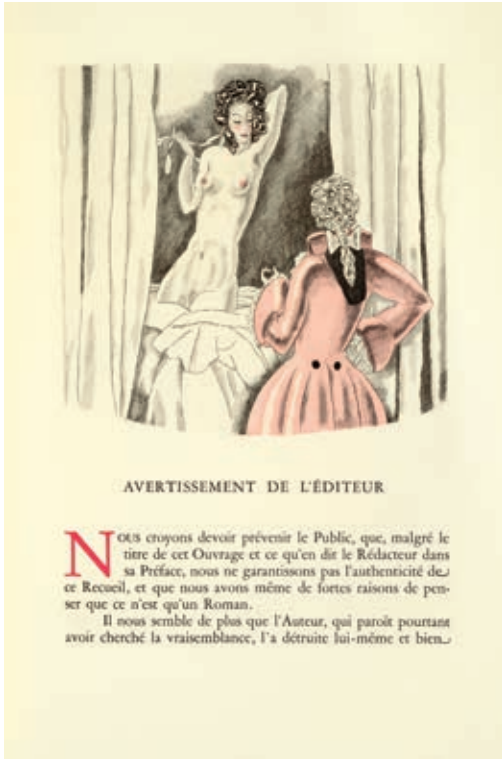 AVERTISSEMENT DE L'ÉDITEUR
NOUS croyons devoir prévenir le Public, que, malgré le
titre de cet Ouvrage et ce qu'en dit le Rédacteur dans
sa Préface, nous ne garantissons pas l'authenticité de
ce Recueil, et que nous avons même de fortes raisons de pen-
ser que ce n'est qu'un Roman.
Il nous semble de plus que l'Auteur, qui paroît pourtant
avoir cherché la vraisemblance, l'a détruite lui-même et bien